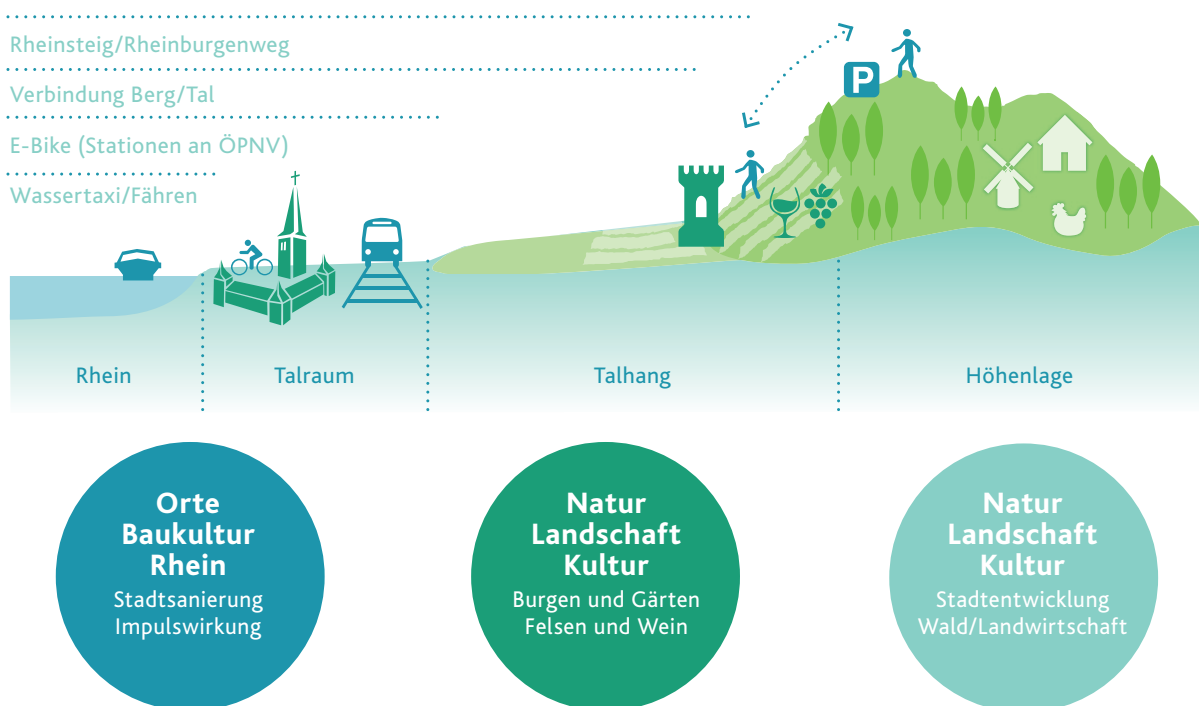 Rheinsteig/Rheinburgenweg
Verbindung Berg/Tal
E-Bike (Stationen an ÖPNV)
Wassertaxi/Fähren
P
Rhein
Talraum
Talhang
Höhenlage
Orte
Baukultur
Rhein
Stadtsanierung
Impulswirkung
Natur
Landschaft
Kultur
Burgen und Gärten
Felsen und Wein
Natur
Landschaft
Kultur
Stadtentwicklung
Wald/Landwirtschaft